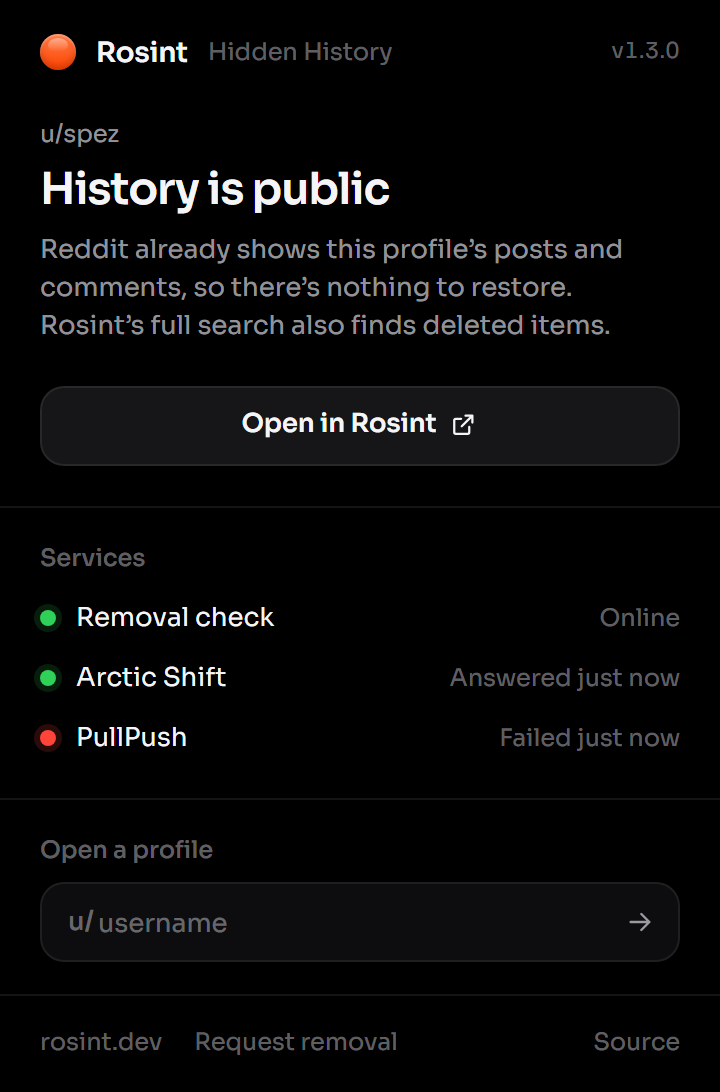 Rosint Hidden History v1.3.0
u/spez
History is public
Reddit already shows this profile’s posts and
comments, so there’s nothing to restore.
Rosint’s full search also finds deleted items.
Open in Rosint
Services
Removal check Online
Arctic Shift Answered just now
PullPush Failed just now
Open a profile
u/ username
rosint.dev Request removal Source